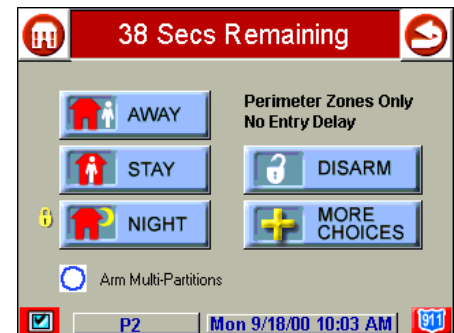 38 Secs Remaining
AWAY
Perimeter Zones Only
No Entry Delay
STAY
DISARM
NIGHT
MORE
CHOICES
Arm Multi-Partitions
P2
Mon 9/18/00 10:03 AM
911